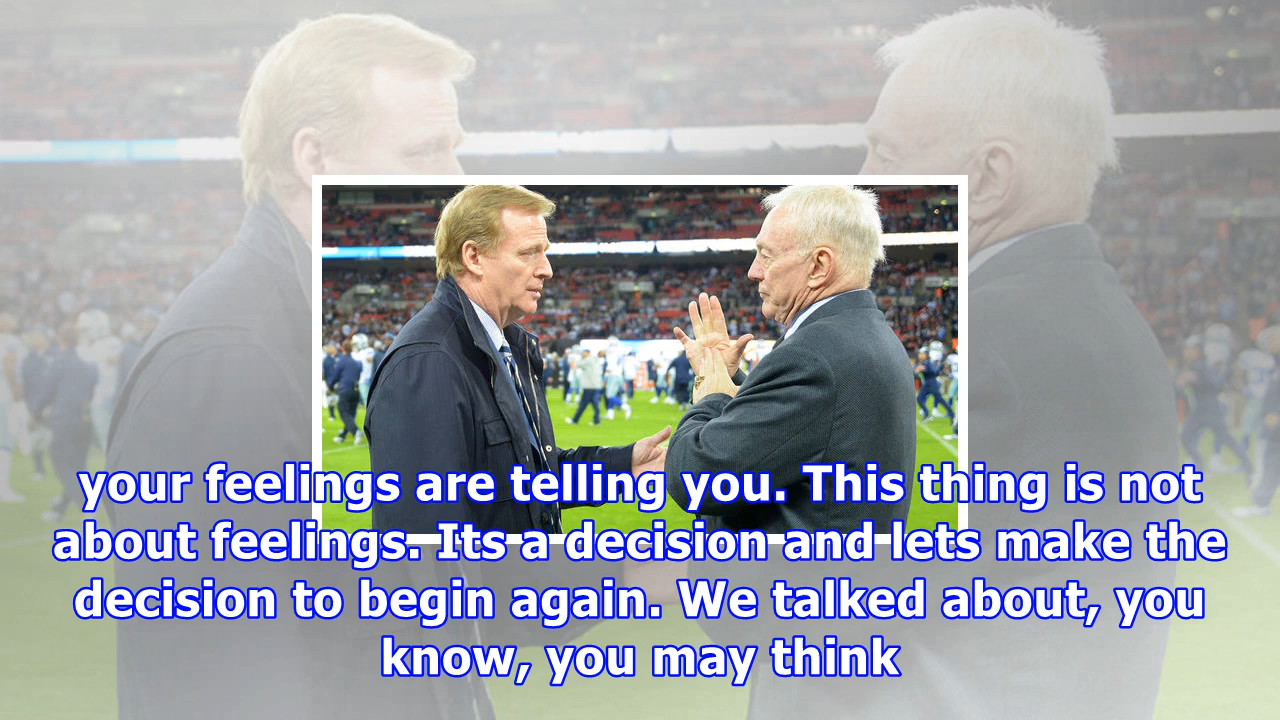 your feelings are telling you. This thing is not
about feelings. Its a decision and lets make the
decision to begin again. We talked about, you
know, you may think